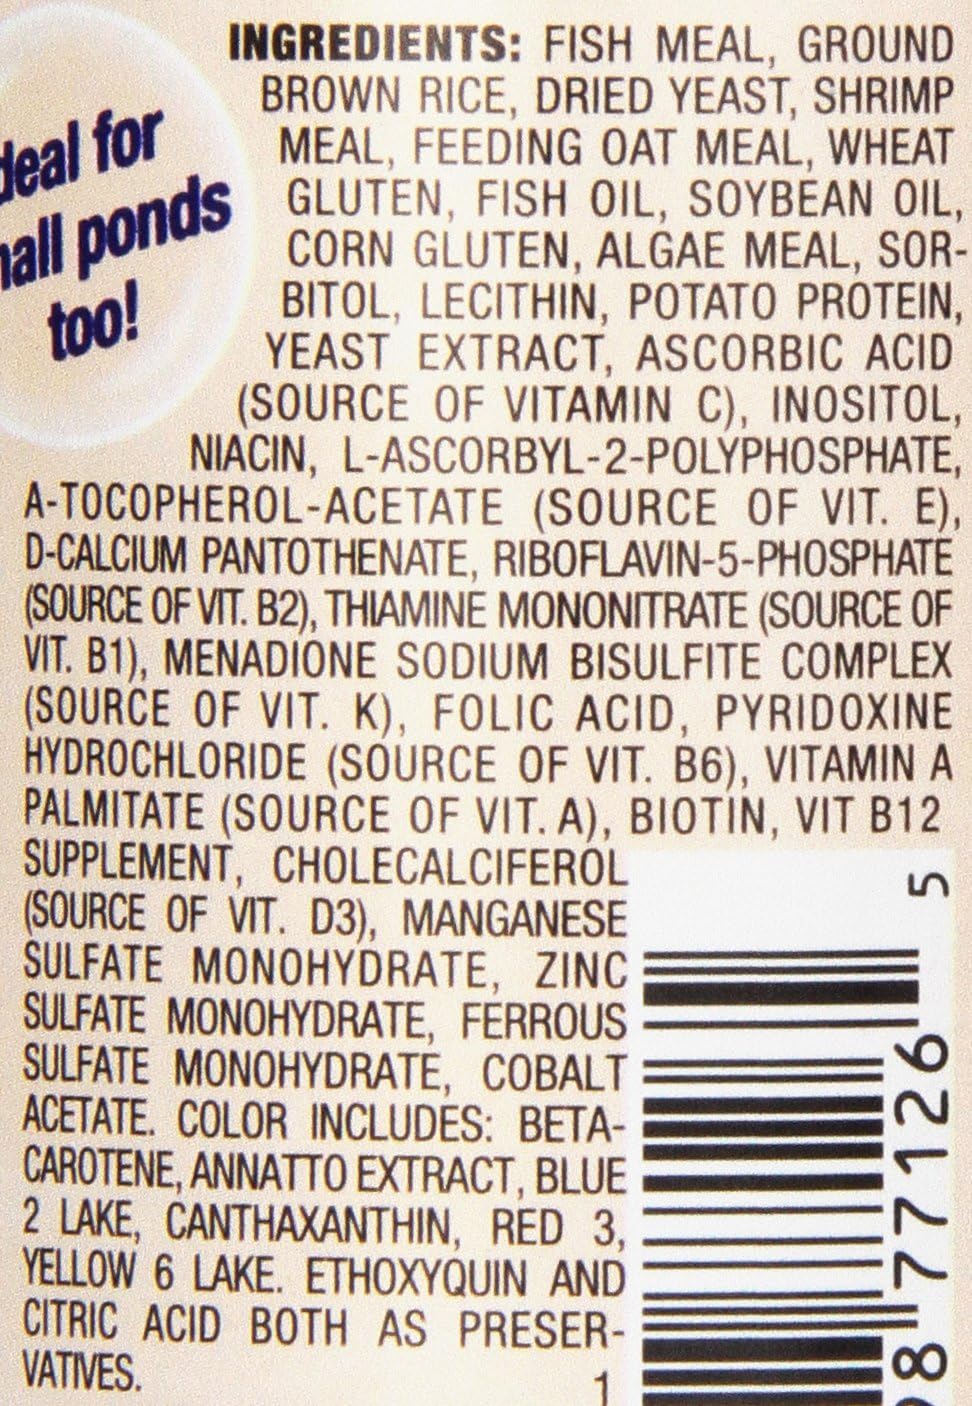 INGREDIENTS: FISH MEAL, GROUND
BROWN RICE, DRIED YEAST, SHRIMP
MEAL, FEEDING OAT MEAL, WHEAT
GLUTEN, FISH OIL, SOYBEAN OIL,
CORN GLUTEN, ALGAE MEAL, SOR-
BITOL, LECITHIN, POTATO PROTEIN,
YEAST EXTRACT, ASCORBIC ACID
(SOURCE OF VITAMIN C), INOSITOL,
NIACIN, L-ASCORBYL-2-POLYPHOSPHATE,
A-TOCOPHEROL-ACETATE (SOURCE OF VIT. E),
D-CALCIUM PANTOTHENATE, RIBOFLAVIN-5-PHOSPHATE
(SOURCE OF VIT. B2), THIAMINE MONONITRATE (SOURCE OF
VIT. B1), MENADIONE SODIUM BISULFITE COMPLEX
(SOURCE OF VIT. K), FOLIC ACID, PYRIDOXINE
HYDROCHLORIDE (SOURCE OF VIT. B6), VITAMIN A
PALMITATE (SOURCE OF VIT. A), BIOTIN, VIT B12
SUPPLEMENT, CHOLECALCIFEROL
(SOURCE OF VIT. D3), MANGANESE
SULFATE MONOHYDRATE, ZINC
SULFATE MONOHYDRATE, FERROUS
SULFATE MONOHYDRATE, COBALT
ACETATE. COLOR INCLUDES: BETA-
CAROTENE, ANNATTO EXTRACT, BLUE
2 LAKE, CANTHAXANTHIN, RED 3,
YELLOW 6 LAKE. ETHOXYQUIN AND
CITRIC ACID BOTH AS PRESER-
VATIVES.
1
deal for
all ponds
too!
98 77126 5